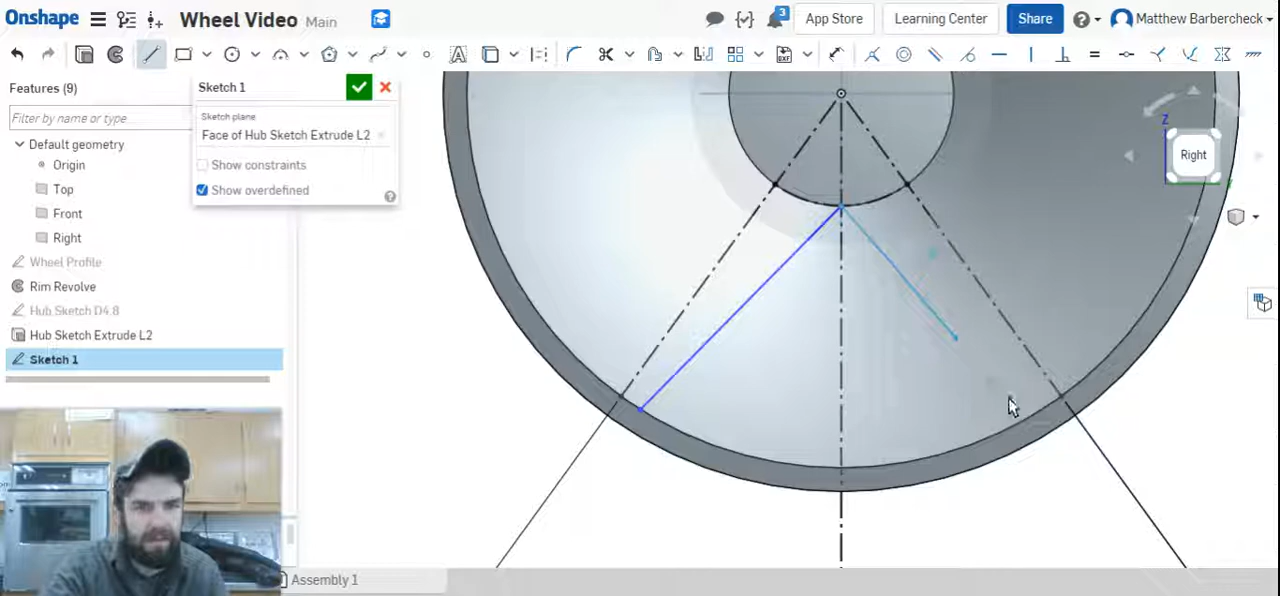 Onshape
Wheel Video Main
3
App Store
Learning Center
Share
Matthew Barbercheck
Features (9)
Filter by name or type...
Default geometry
Origin
Top
Front
Right
Wheel Profile
Rim Revolve
Hub Sketch D4.8
Hub Sketch Extrude L2
Sketch 1
Sketch 1
Sketch plane
Face of Hub Sketch Extrude L2
Show constraints
Show overdefined
Z
Right
Assembly 1